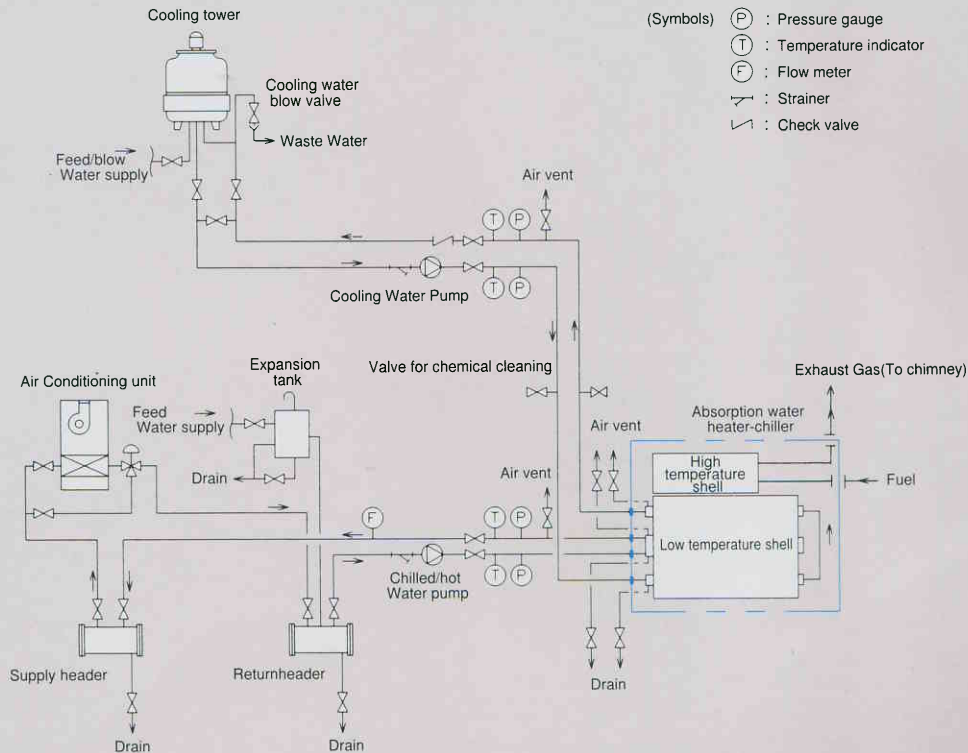 Cooling tower
(Symbols)
P : Pressure gauge
T : Temperature indicator
F : Flow meter
: Strainer
: Check valve
Cooling water
blow valve
Waste Water
Feed/blow
Water supply
Air vent
T P
T P
Cooling Water Pump
Valve for chemical cleaning
Exhaust Gas(To chimney)
Absorption water
heater-chiller
Air Conditioning unit
Expansion
tank
Feed
Water supply
Drain
Air vent
Air vent
High
temperature
shell
Fuel
Low temperature shell
F
T P
T P
Chilled/hot
Water pump
Supply header
Returnheader
Drain
Drain
Drain